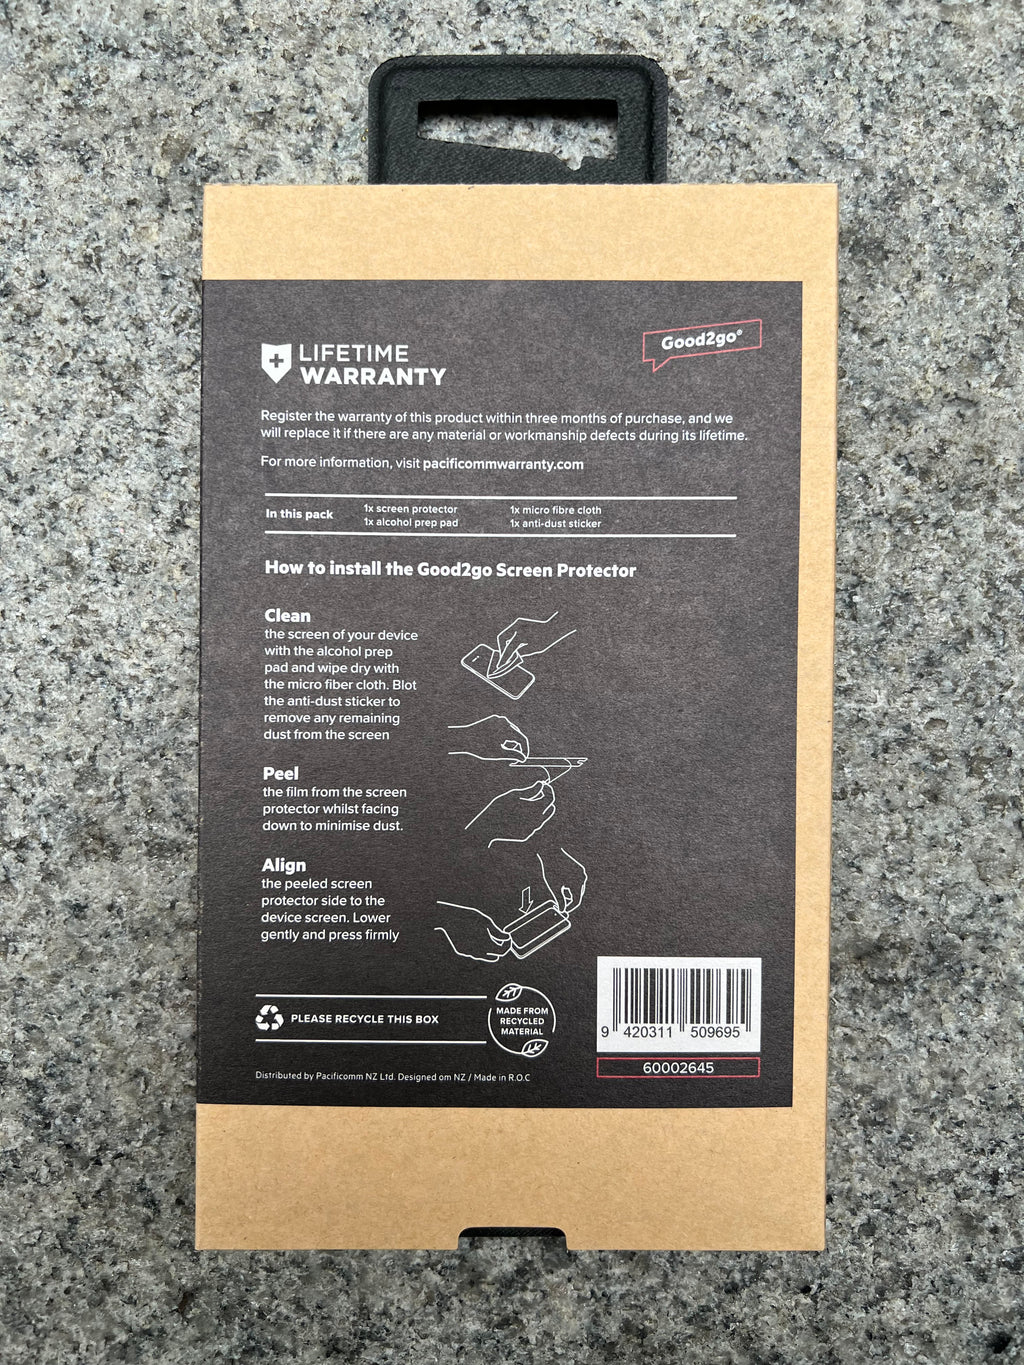 LIFETIME
WARRANTY
Good2go®
Register the warranty of this product within three months of purchase, and we
will replace it if there are any material or workmanship defects during its lifetime.
For more information, visit pacificommwarranty.com
In this pack
1x screen protector
1x alcohol prep pad
1x micro fibre cloth
1x anti-dust sticker
How to install the Good2go Screen Protector
Clean
the screen of your device
with the alcohol prep
pad and wipe dry with
the micro fiber cloth. Blot
the anti-dust sticker to
remove any remaining
dust from the screen
Peel
the film from the screen
protector whilst facing
down to minimise dust.
Align
the peeled screen
protector side to the
device screen. Lower
gently and press firmly
PLEASE RECYCLE THIS BOX
MADE FROM
RECYCLED
MATERIAL
Distributed by Pacificomm NZ Ltd. Designed om NZ / Made in R.O.C
9 420311 509695
60002645